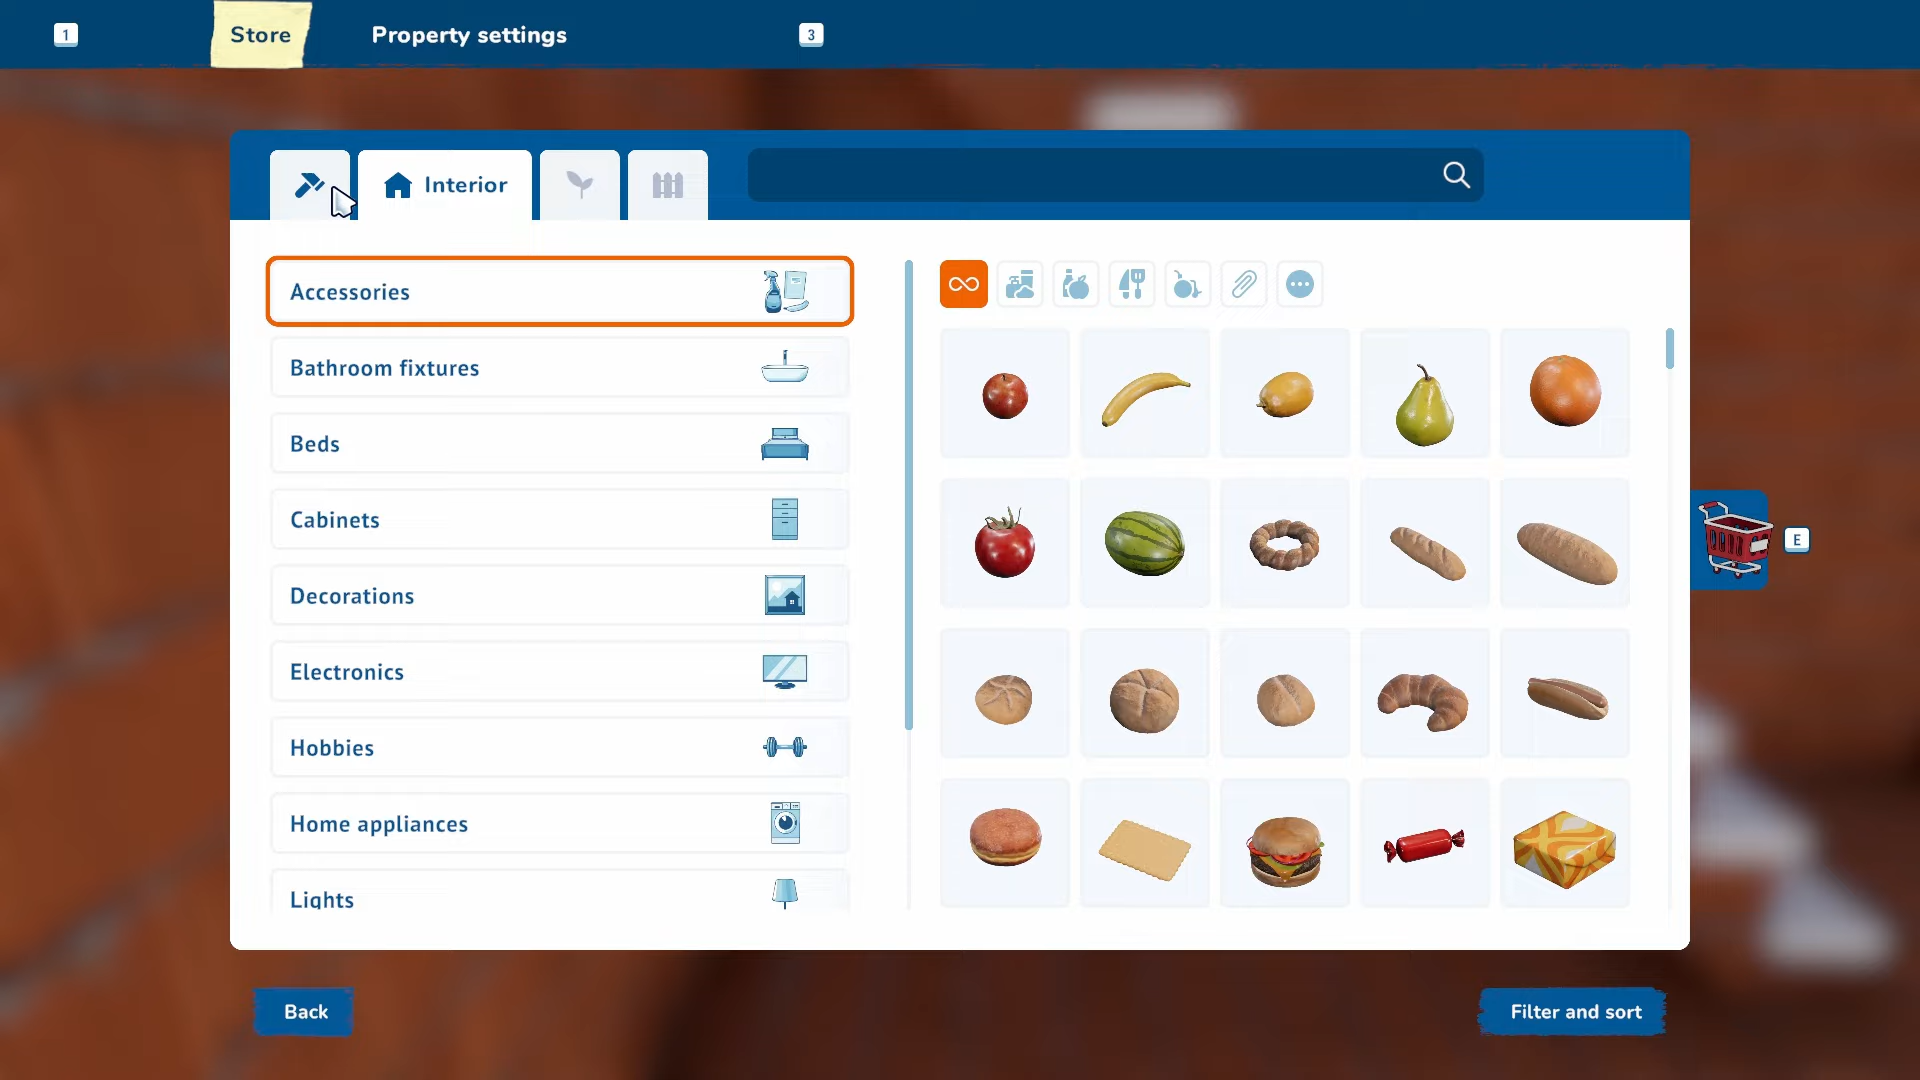 1
Store
Property settings
3
Interior
Accessories
Bathroom fixtures
Beds
Cabinets
Decorations
Electronics
Hobbies
Home appliances
Lights
E
Back
Filter and sort